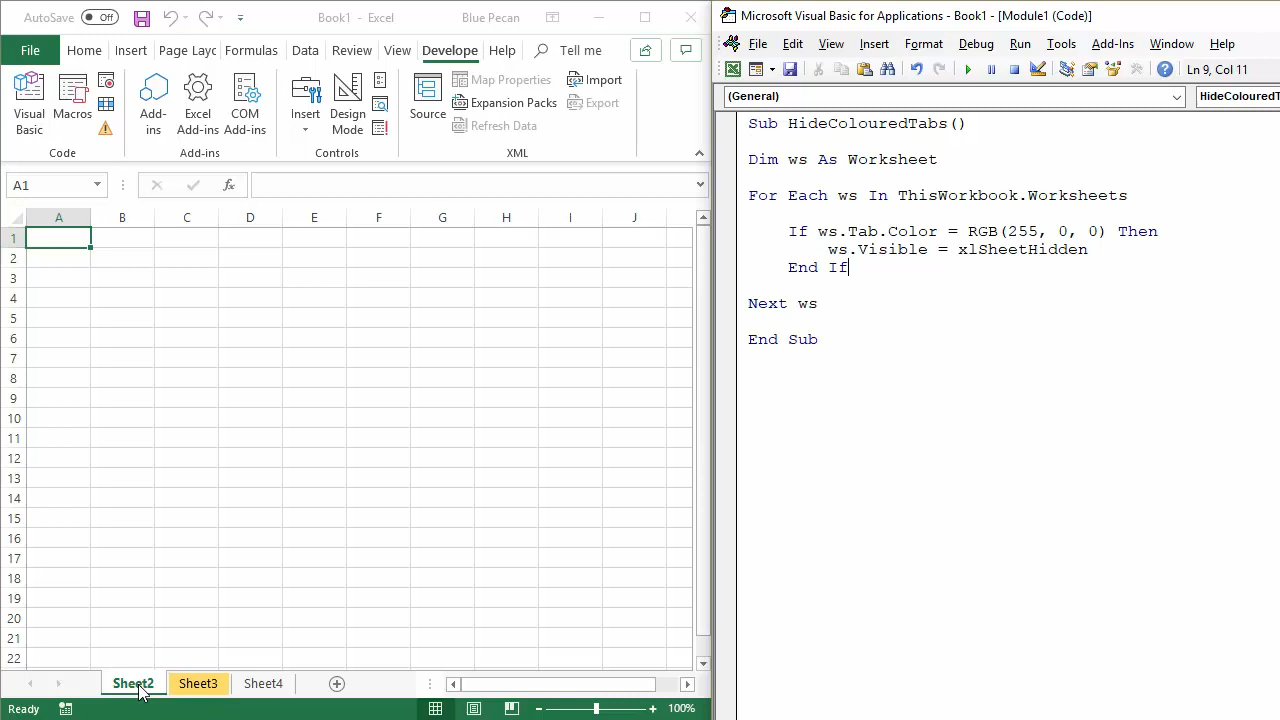 AutoSave Off Book1 - Excel Blue Pecan
File Home Insert Page Layc Formulas Data Review View Develope Help Tell me
Visual Basic Macros Add-ins Excel Add-ins COM Add-ins Insert Design Mode Source Map Properties Import
Expansion Packs Export
Refresh Data
Code Add-ins Controls XML
A1 fx
A B C D E F G H I J
1
2
3
4
5
6
7
8
9
10
11
12
13
14
15
16
17
18
19
20
21
22
Sheet2 Sheet3 Sheet4
Ready 100%
Microsoft Visual Basic for Applications - Book1 - [Module1 (Code)]
File Edit View Insert Format Debug Run Tools Add-Ins Window Help
Ln 9, Col 11
(General) HideColouredT
Sub HideColouredTabs()
Dim ws As Worksheet
For Each ws In ThisWorkbook.Worksheets
If ws.Tab.Color = RGB(255, 0, 0) Then
ws.Visible = xlSheetHidden
End If
Next ws
End Sub